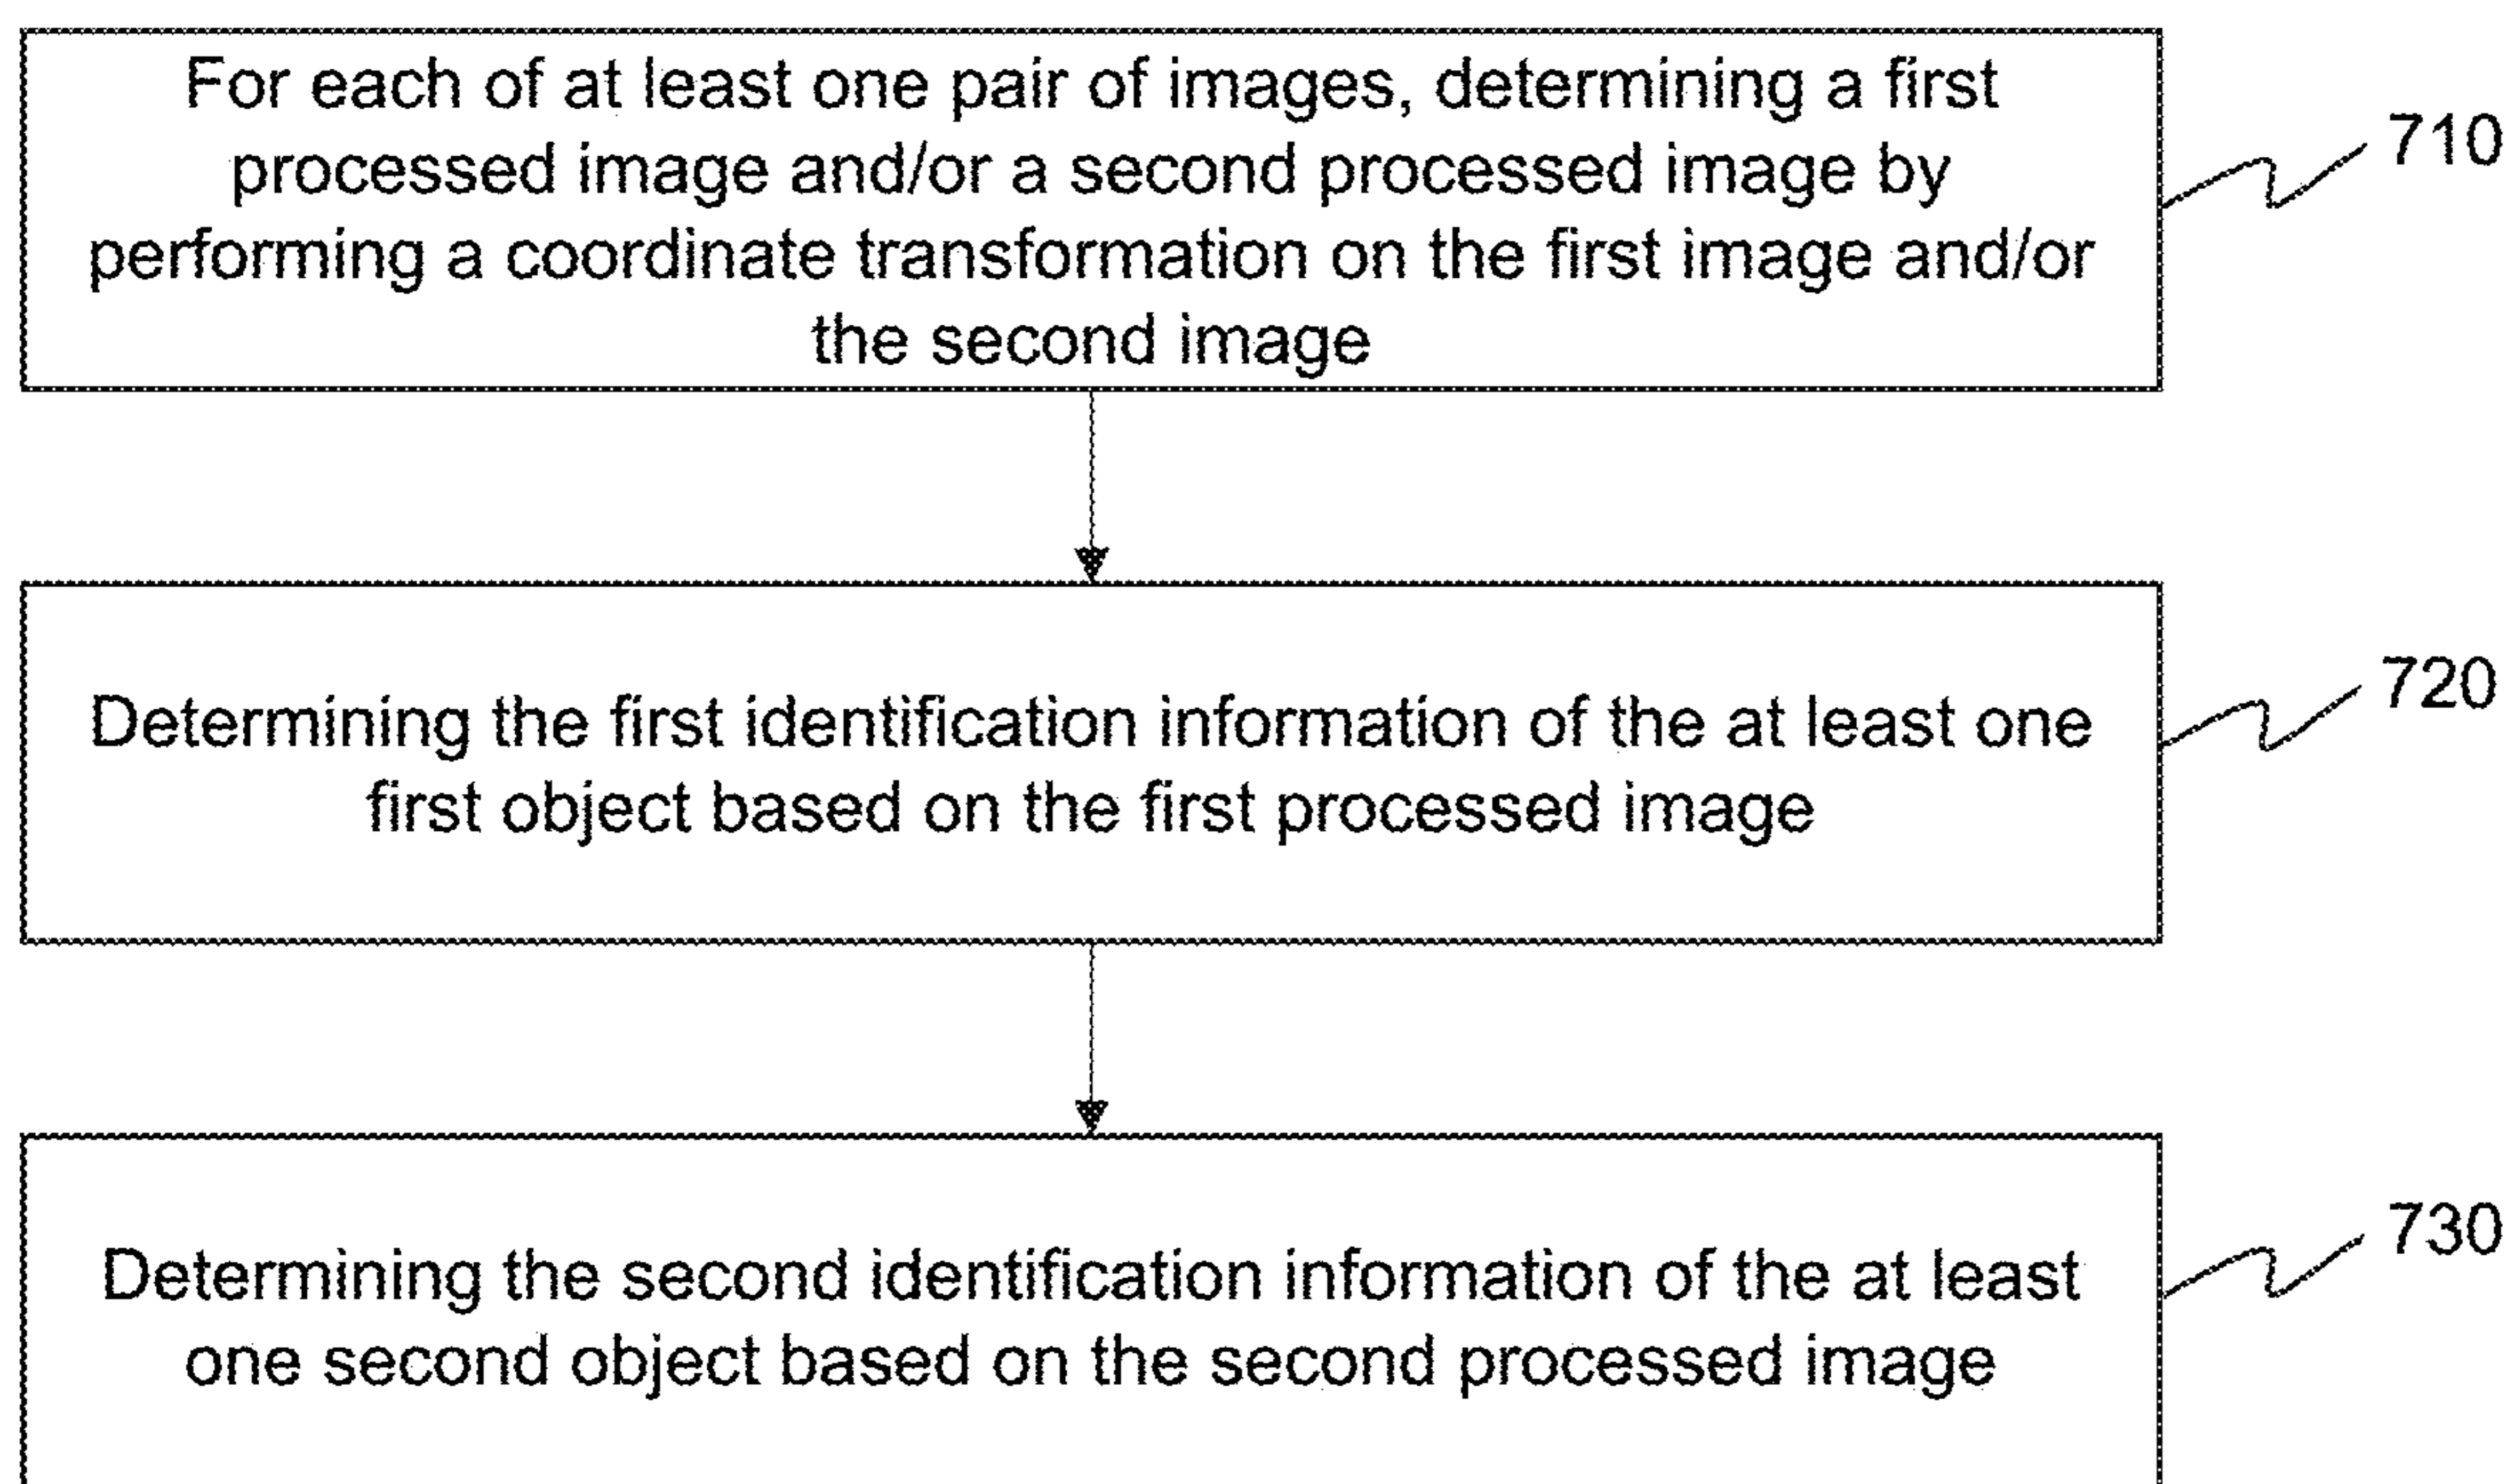 For each of at least one pair of images, determining a first
processed image and/or a second processed image by
performing a coordinate transformation on the first image and/or
the second image
710
Determining the first identification information of the at least one
first object based on the first processed image
720
Determining the second identification information of the at least
one second object based on the second processed image
730